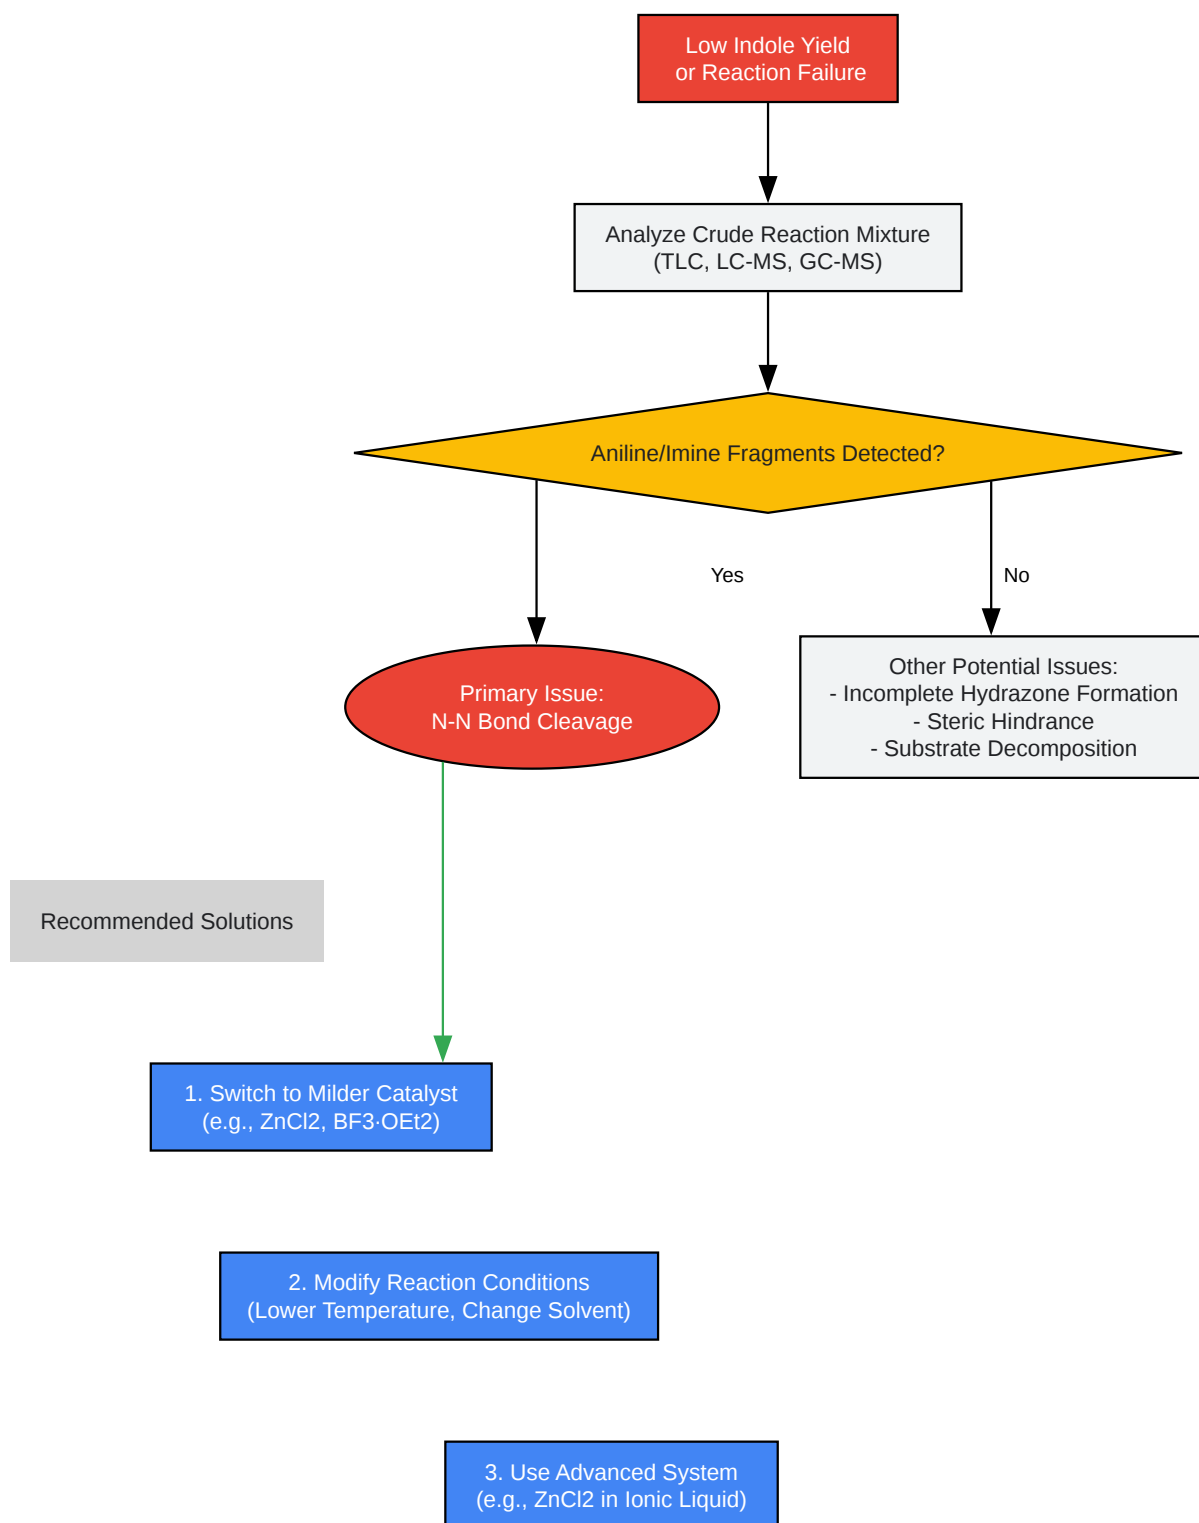 Low Indole Yield
or Reaction Failure
Analyze Crude Reaction Mixture
(TLC, LC-MS, GC-MS)
Aniline/Imine Fragments Detected?
Yes
No
Primary Issue:
N-N Bond Cleavage
Other Potential Issues:
- Incomplete Hydrazone Formation
- Steric Hindrance
- Substrate Decomposition
Recommended Solutions
1. Switch to Milder Catalyst
(e.g., ZnCl2, BF3·OEt2)
2. Modify Reaction Conditions
(Lower Temperature, Change Solvent)
3. Use Advanced System
(e.g., ZnCl2 in Ionic Liquid)